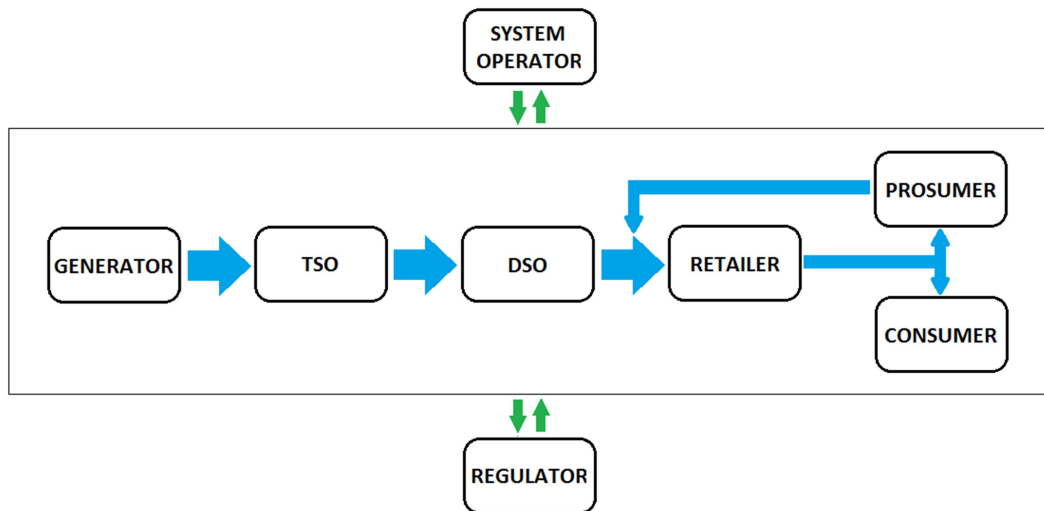 SYSTEM
OPERATOR
PROSUMER
GENERATOR
TSO
DSO
RETAILER
CONSUMER
REGULATOR